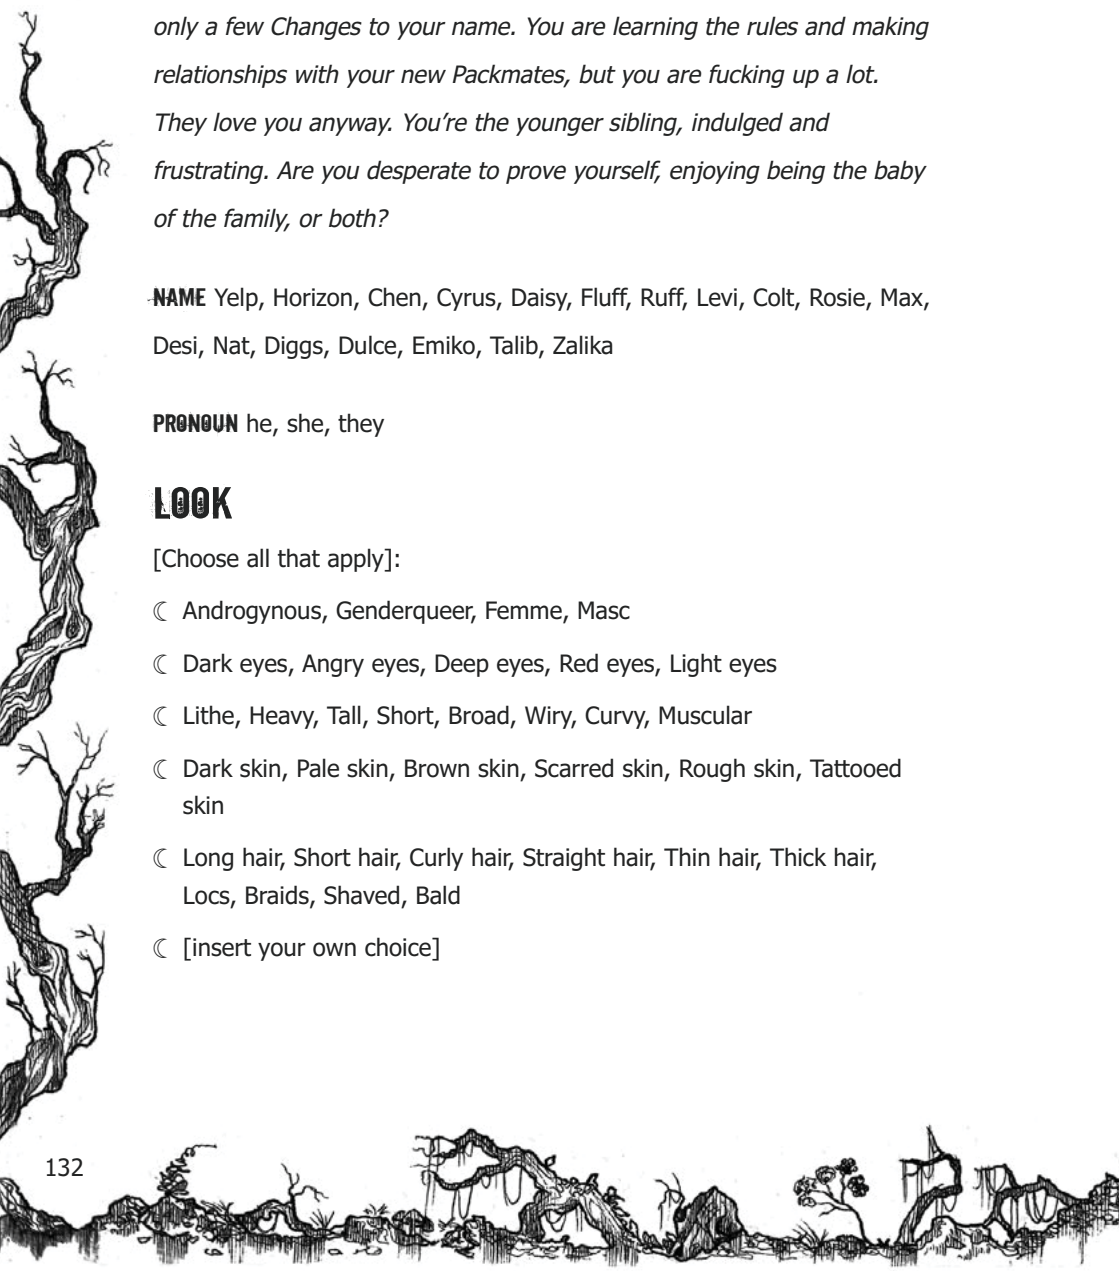 only a few Changes to your name. You are learning the rules and making
relationships with your new Packmates, but you are fucking up a lot.
They love you anyway. You're the younger sibling, indulged and
frustrating. Are you desperate to prove yourself, enjoying being the baby
of the family, or both?
NAME Yelp, Horizon, Chen, Cyrus, Daisy, Fluff, Ruff, Levi, Colt, Rosie, Max,
Desi, Nat, Diggs, Dulce, Emiko, Talib, Zalika
PRONOUN he, she, they
LOOK
[Choose all that apply]:
☾ Androgynous, Genderqueer, Femme, Masc
☾ Dark eyes, Angry eyes, Deep eyes, Red eyes, Light eyes
☾ Lithe, Heavy, Tall, Short, Broad, Wiry, Curvy, Muscular
☾ Dark skin, Pale skin, Brown skin, Scarred skin, Rough skin, Tattooed
skin
☾ Long hair, Short hair, Curly hair, Straight hair, Thin hair, Thick hair,
Locs, Braids, Shaved, Bald
☾ [insert your own choice]
132